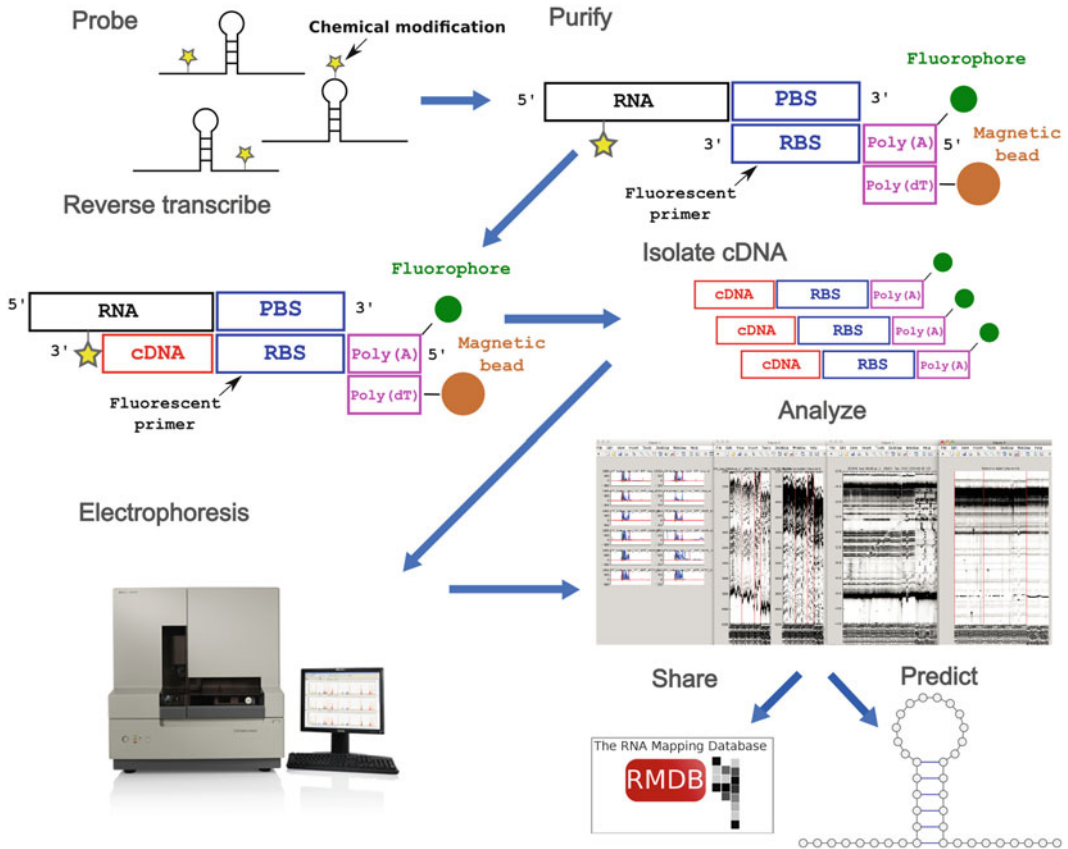 Probe
Chemical modification
Purify
Fluorophore
5'
RNA
PBS
3'
3'
RBS
Poly(A)
5'
Magnetic
bead
Poly(dT)
Fluorescent
primer
Reverse transcribe
Fluorophore
5'
RNA
PBS
3'
3'
cDNA
RBS
Poly(A)
5'
Magnetic
bead
Poly(dT)
Fluorescent
primer
Isolate cDNA
cDNA
RBS
Poly(A)
cDNA
RBS
Poly(A)
cDNA
RBS
Poly(A)
Analyze
Electrophoresis
Share
Predict
The RNA Mapping Database
RMDB